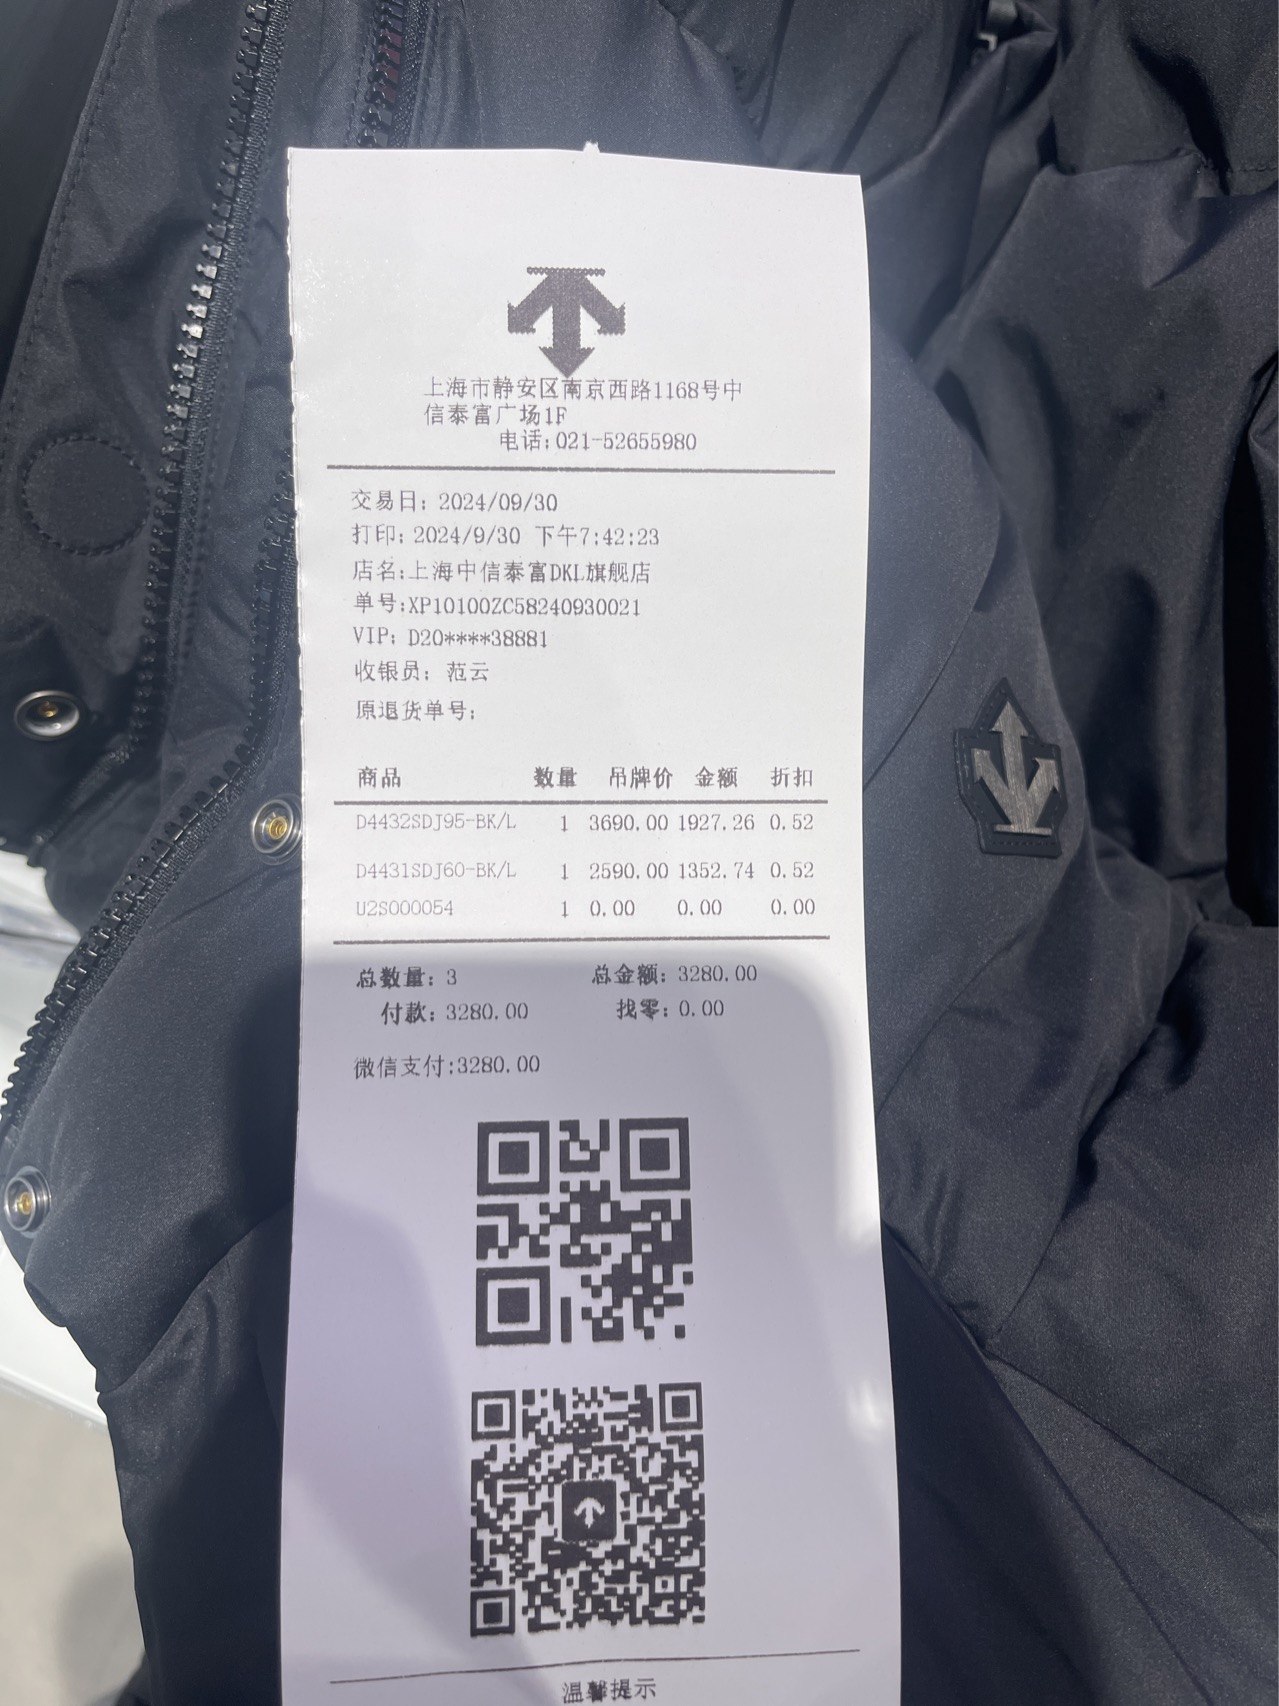 上海市静安区南京西路1168号中
信泰富广场1F
电话:021-52655980
交易日: 2024/09/30
打印: 2024/9/30 下午7:42:23
店名:上海中信泰富DKL旗舰店
单号:XP10100ZC58240930021
VIP: D20****38881
收银员: 范云
原退货单号:
商品 数量 吊牌价 金额 折扣
D4432SDJ95-BK/L 1 3690.00 1927.26 0.52
D4431SDJ60-BK/L 1 2590.00 1352.74 0.52
U2S000054 1 0.00 0.00 0.00
总数量: 3 总金额: 3280.00
付款: 3280.00 找零: 0.00
微信支付:3280.00
温馨提示